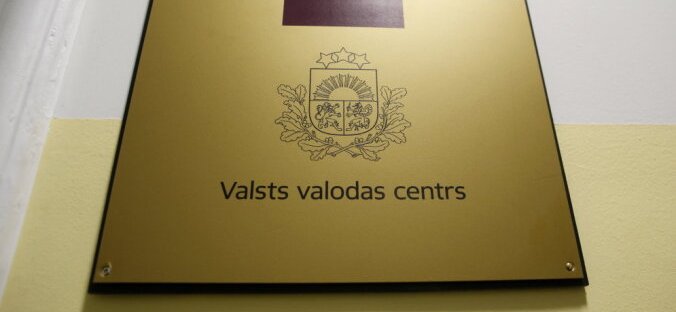 Valsts valodas centrs